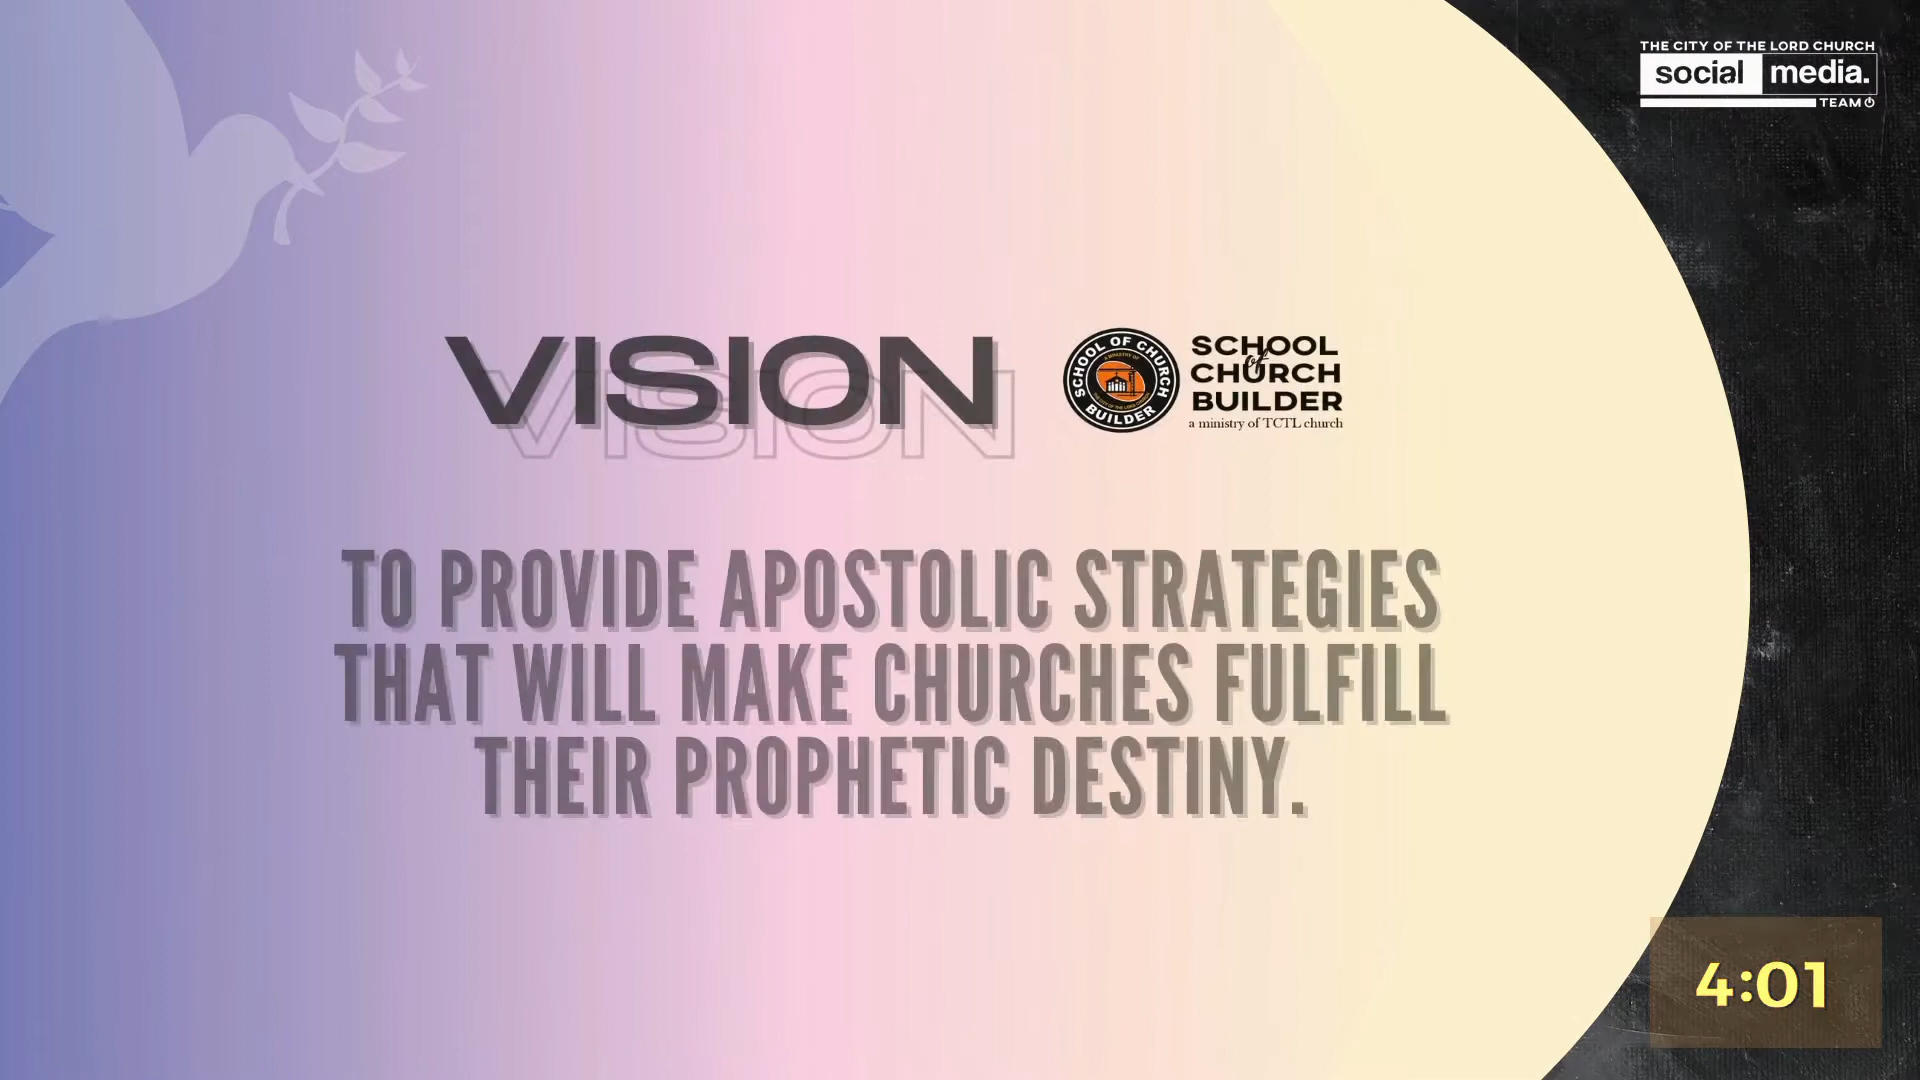 THE CITY OF THE LORD CHURCH
social media.
TEAM
VISION
VISION
SCHOOL OF CHURCH
BUILDER
SCHOOL
of
CHURCH
BUILDER
a ministry of TCTL church
TO PROVIDE APOSTOLIC STRATEGIES
THAT WILL MAKE CHURCHES FULFILL
THEIR PROPHETIC DESTINY.
4:01